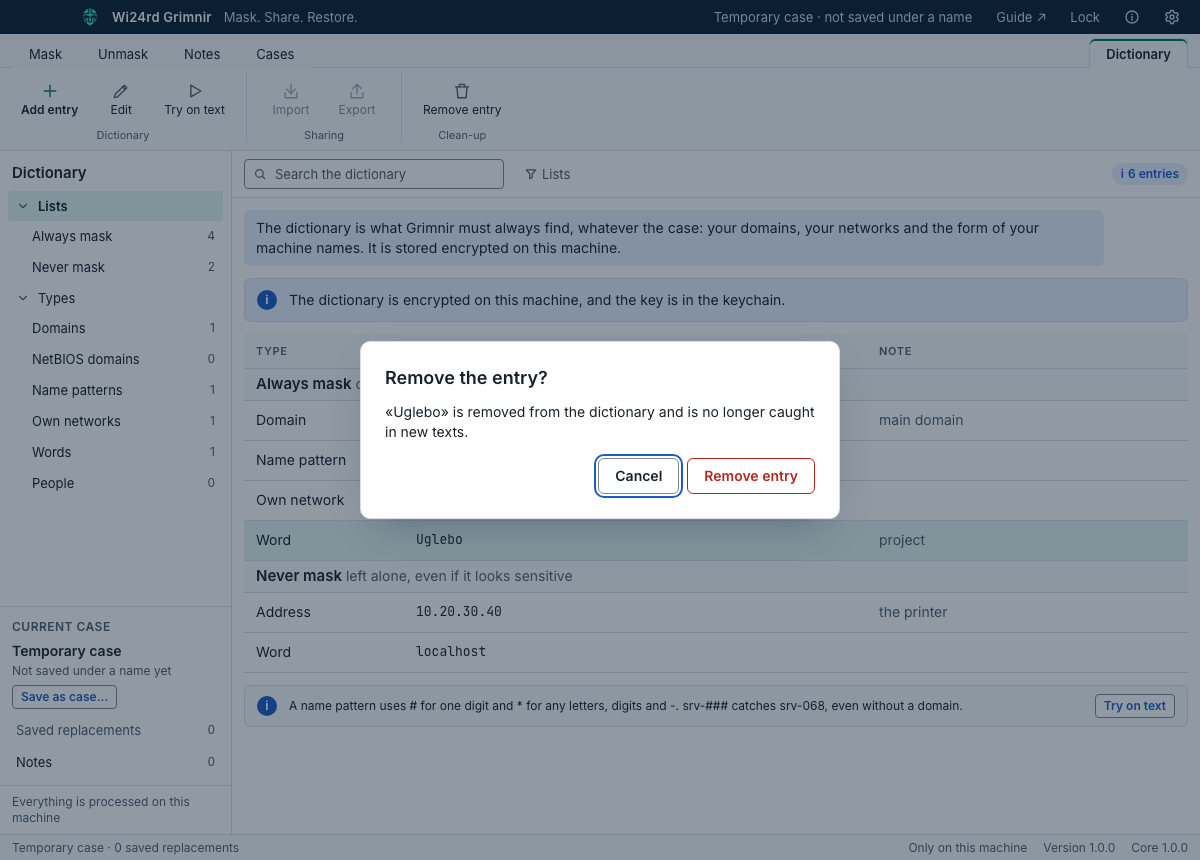 Wi24rd Grimnir Mask. Share. Restore. Temporary case · not saved under a name Guide ↗ Lock
Mask Unmask Notes Cases Dictionary
Add entry Edit Try on text Import Export Remove entry
Dictionary Sharing Clean-up
Dictionary
Lists
Always mask 4
Never mask 2
Types
Domains 1
NetBIOS domains 0
Name patterns 1
Own networks 1
Words 1
People 0
CURRENT CASE
Temporary case
Not saved under a name yet
Save as case...
Saved replacements 0
Notes 0
Everything is processed on this
machine
Search the dictionary Lists i 6 entries
The dictionary is what Grimnir must always find, whatever the case: your domains, your networks and the form of your
machine names. It is stored encrypted on this machine.
The dictionary is encrypted on this machine, and the key is in the keychain.
TYPE NOTE
Always mask
Domain main domain
Name pattern
Own network
Remove the entry?
«Uglebo» is removed from the dictionary and is no longer caught
in new texts.
Cancel Remove entry
Word Uglebo project
Never mask left alone, even if it looks sensitive
Address 10.20.30.40 the printer
Word localhost
A name pattern uses # for one digit and * for any letters, digits and -. srv-### catches srv-068, even without a domain. Try on text
Temporary case · 0 saved replacements Only on this machine Version 1.0.0 Core 1.0.0